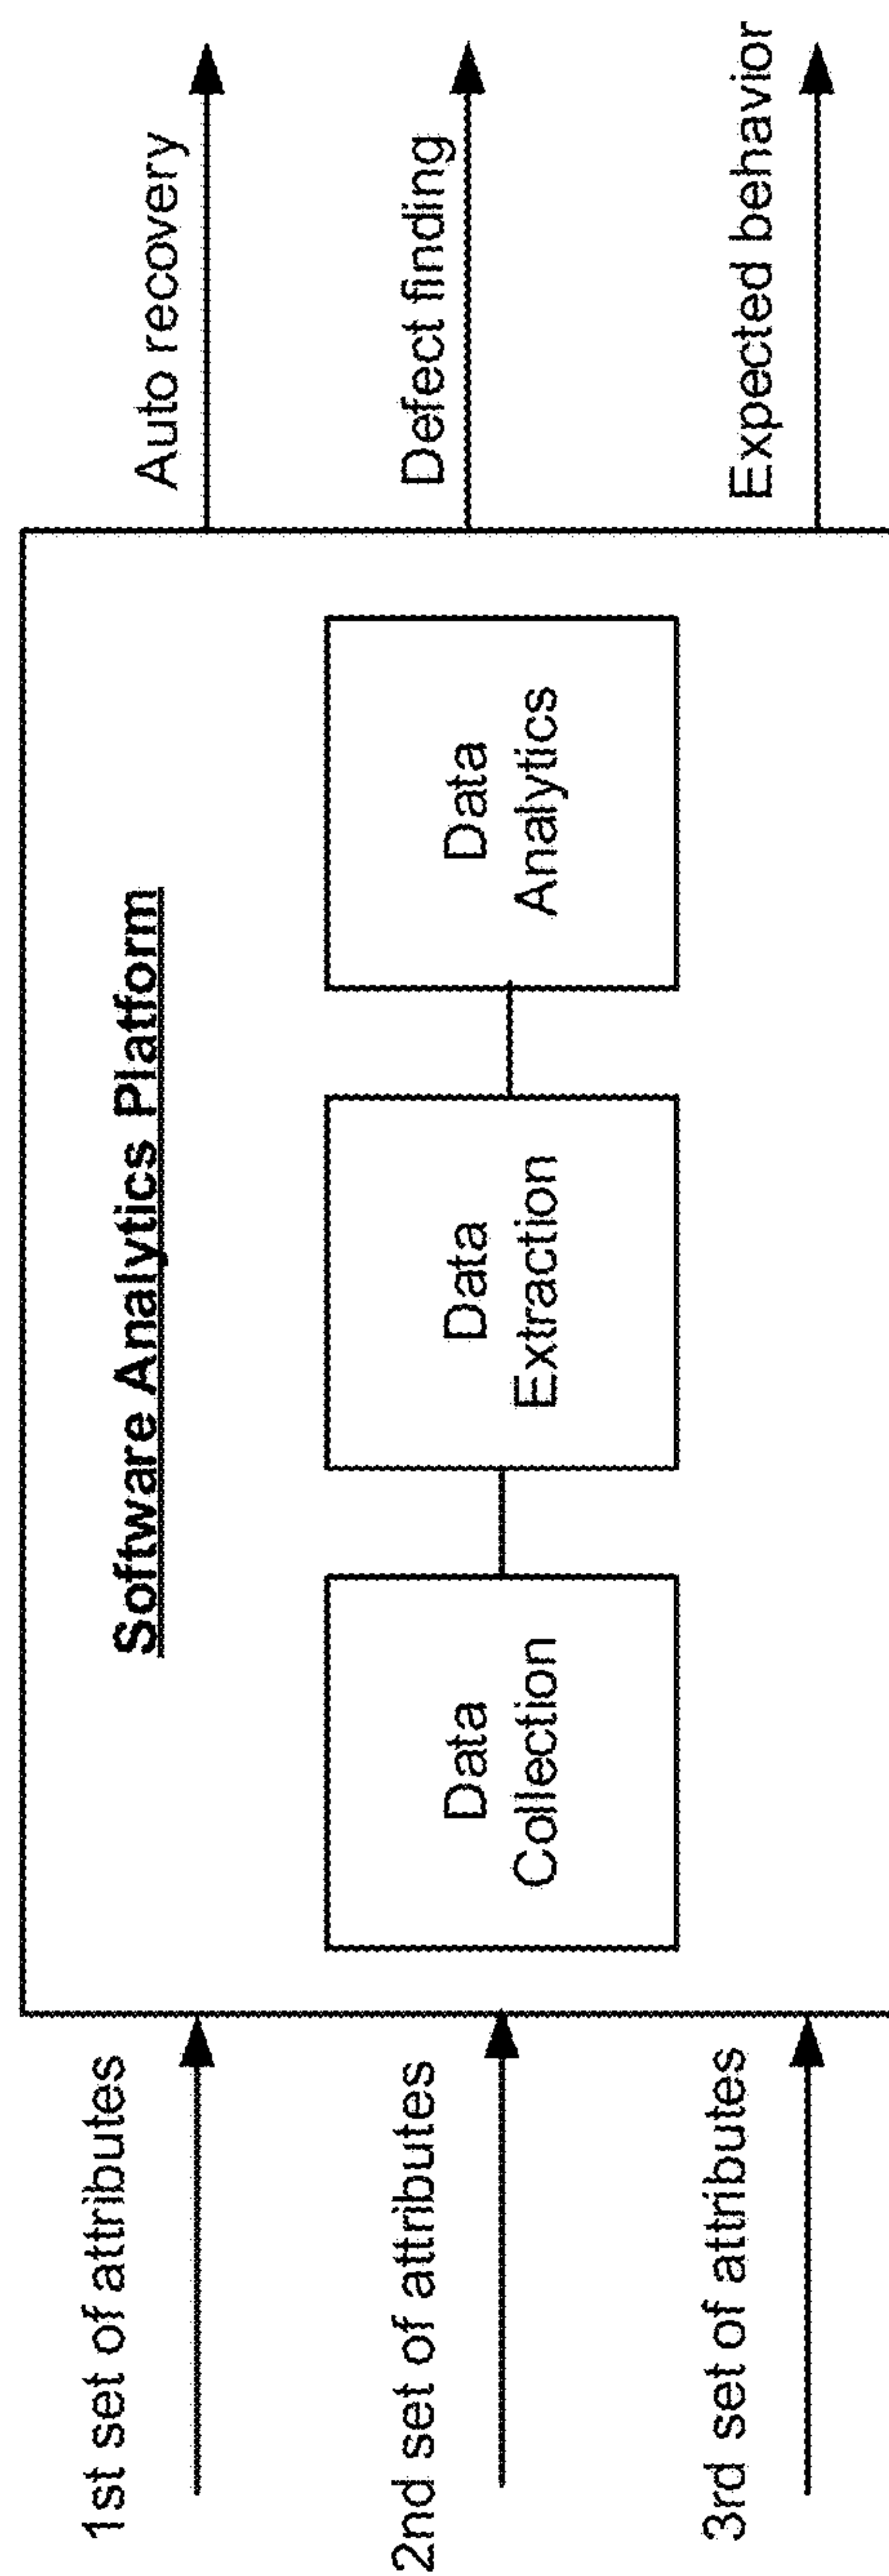 Software Analytics Platform
1st set of attributes
2nd set of attributes
3rd set of attributes
Data
Collection
Data
Extraction
Data
Analytics
Auto recovery
Defect finding
Expected behavior